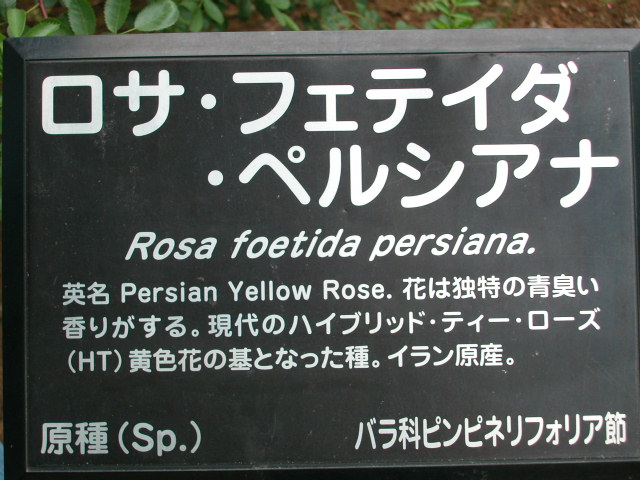 ロサ・フェテイダ
・ペルシアナ
Rosa foetida persiana.
英名 Persian Yellow Rose. 花は独特の青臭い
香りがする。現代のハイブリッド・ティー・ローズ
(HT)黄色花の基となった種。イラン原産。
原種(Sp.)
バラ科ピンピネリフォリア節